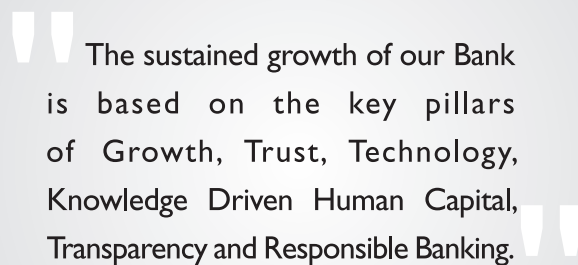 The sustained growth of our Bank
is based on the key pillars
of Growth, Trust, Technology,
Knowledge Driven Human Capital,
Transparency and Responsible Banking.